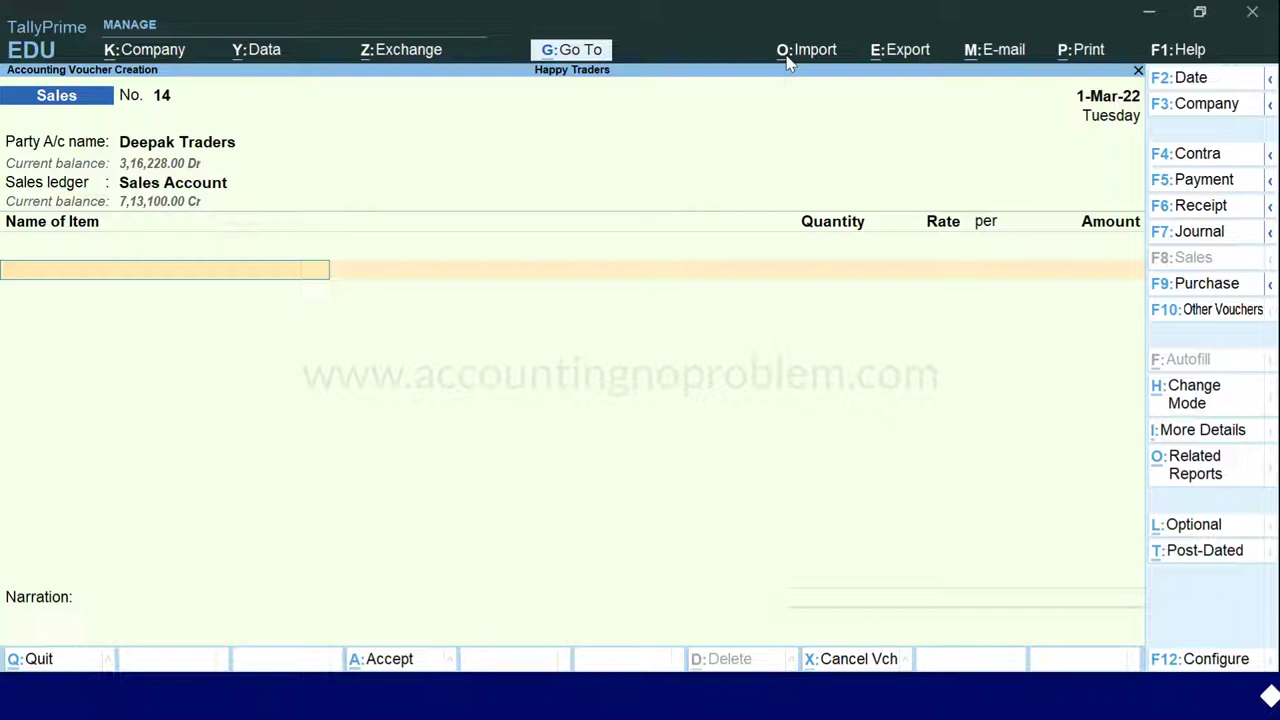 TallyPrime MANAGE
EDU K:Company Y:Data Z:Exchange G:Go To O:Import E:Export M:E-mail P:Print F1:Help
Accounting Voucher Creation Happy Traders
Sales No. 14 1-Mar-22
Tuesday
Party A/c name: Deepak Traders
Current balance: 3,16,228.00 Dr
Sales ledger : Sales Account
Current balance: 7,13,100.00 Cr
Name of Item Quantity Rate per Amount
www.accountingnoproblem.com
Narration:
Q:Quit A:Accept D:Delete X:Cancel Vch F12:Configure
F2:Date
F3:Company
F4:Contra
F5:Payment
F6:Receipt
F7:Journal
F8:Sales
F9:Purchase
F10:Other Vouchers
F:Autofill
H:Change
Mode
I:More Details
O:Related
Reports
L:Optional
T:Post-Dated